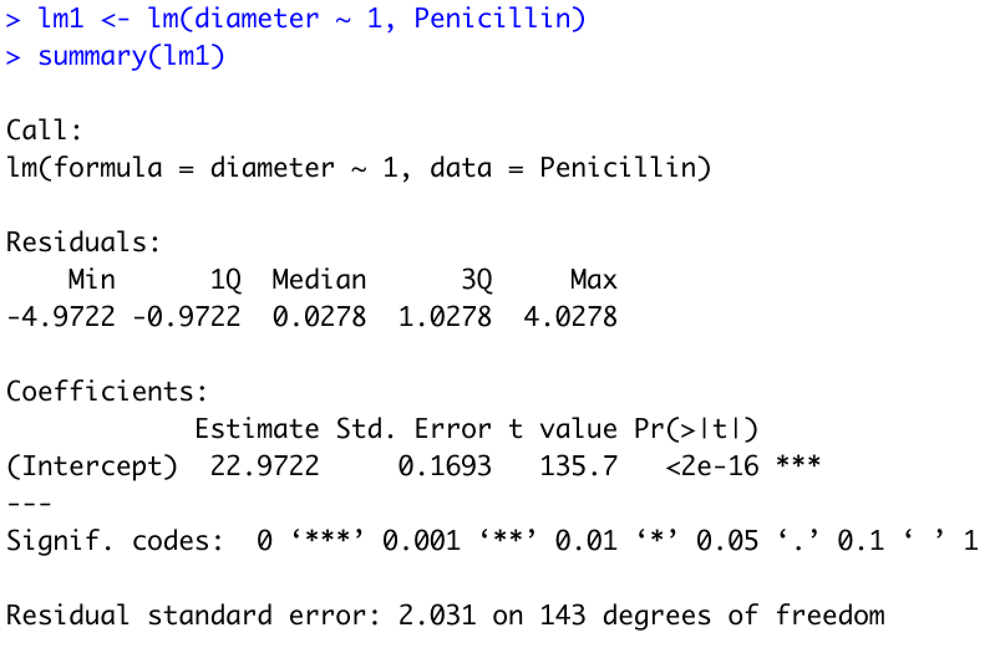 > lm1 <- lm(diameter ~ 1, Penicillin)
> summary(lm1)
Call:
lm(formula = diameter ~ 1, data = Penicillin)
Residuals:
    Min      1Q  Median      3Q     Max
-4.9722 -0.9722  0.0278  1.0278  4.0278
Coefficients:
            Estimate Std. Error t value Pr(>|t|)
(Intercept)  22.9722     0.1693   135.7   <2e-16 ***
---
Signif. codes:  0 ‘***’ 0.001 ‘**’ 0.01 ‘*’ 0.05 ‘.’ 0.1 ‘ ’ 1
Residual standard error: 2.031 on 143 degrees of freedom